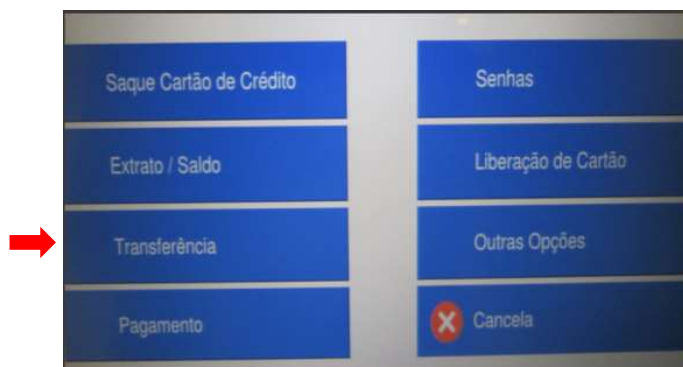 Saque Cartão de Crédito
Extrato / Saldo
Transferência
Pagamento
Senhas
Liberação de Cartão
Outras Opções
Cancela